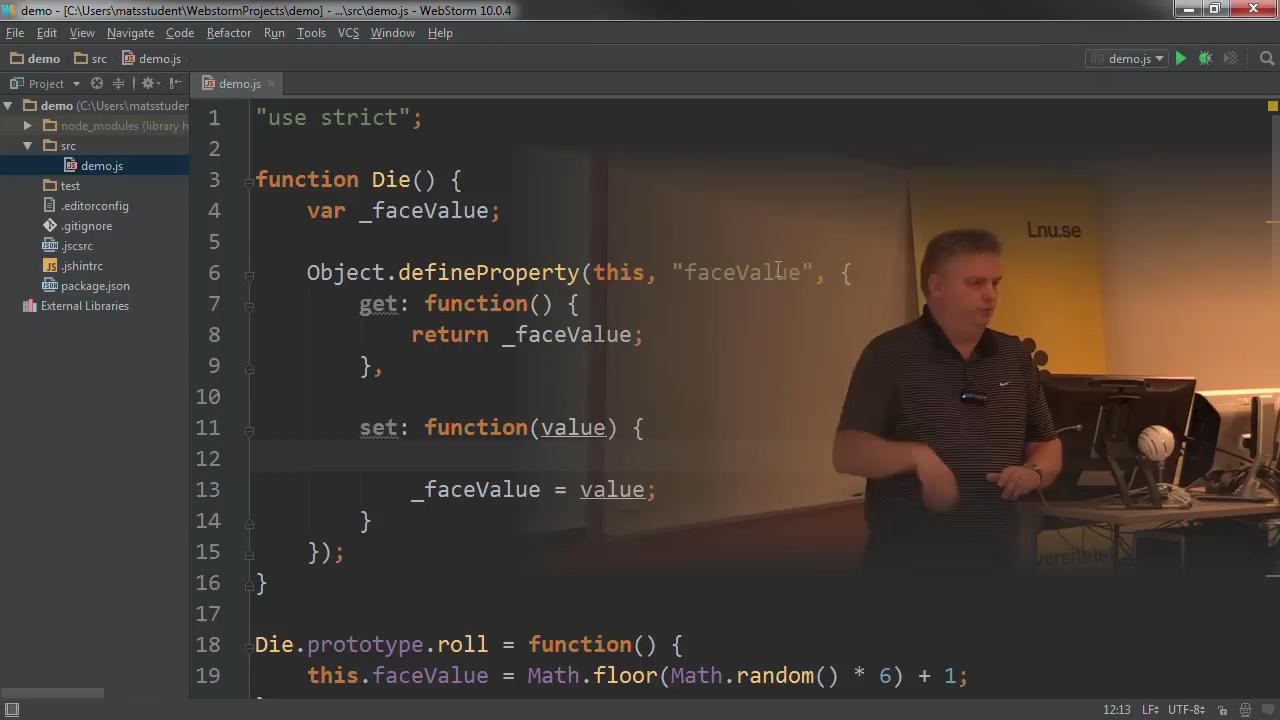 demo - [C:\Users\matsstudent\WebstormProjects\demo] - ...\src\demo.js - WebStorm 10.0.4
File Edit View Navigate Code Refactor Run Tools VCS Window Help
demo src demo.js demo.js
Project demo.js
demo (C:\Users\matsstuden
node_modules (library h
src
demo.js
test
.editorconfig
.gitignore
.jscsrc
.jshintrc
package.json
External Libraries
1 "use strict";
2
3 function Die() {
4 var _faceValue;
5
6 Object.defineProperty(this, "faceValue", {
7 get: function() {
8 return _faceValue;
9 },
10
11 set: function(value) {
12
13 _faceValue = value;
14 }
15 });
16 }
17
18 Die.prototype.roll = function() {
19 this.faceValue = Math.floor(Math.random() * 6) + 1;
Lnu.se
versitetet
12:13 LF UTF-8